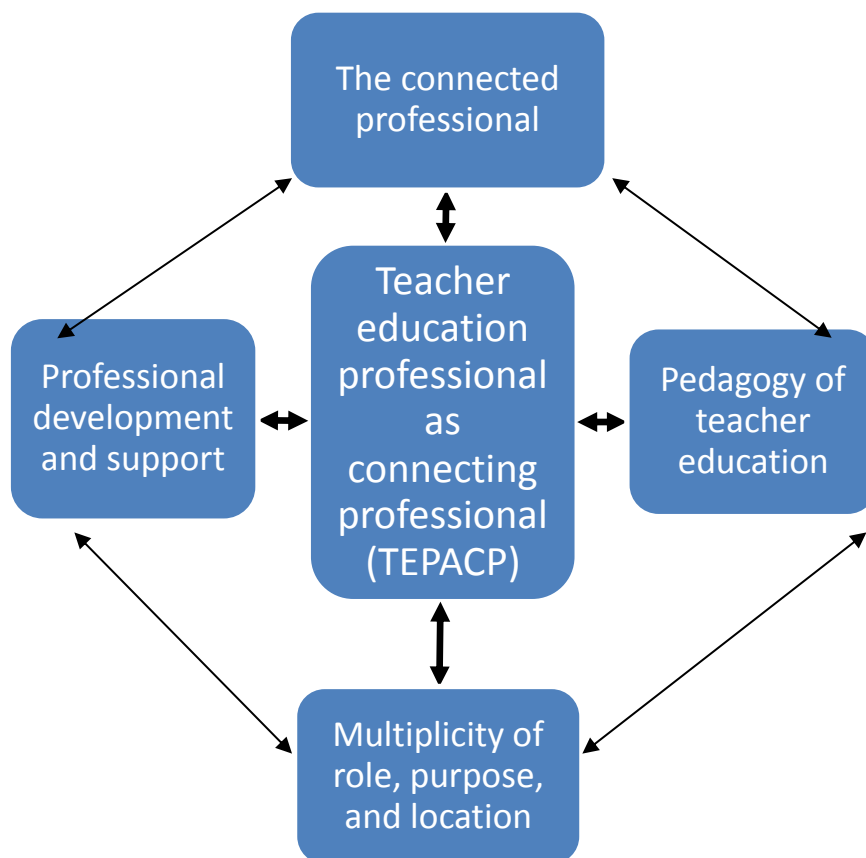 The connected
professional
Teacher
education
professional
as
connecting
professional
(TEPACP)
Professional
development
and support
Pedagogy of
teacher
education
Multiplicity of
role, purpose,
and location